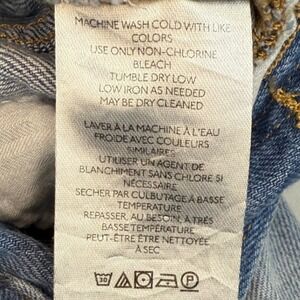 MACHINE WASH COLD WITH LIKE
COLORS
USE ONLY NON-CHLORINE
BLEACH
TUMBLE DRY LOW
LOW IRON AS NEEDED
MAY BE DRY CLEANED
LAVER À LA MACHINE À L'EAU
FROIDE AVEC COULEURS
SIMILAIRES
UTILISER UN AGENT DE
BLANCHIMENT SANS CHLORE SI
NÉCESSAIRE
SECHER PAR CULBUTAGE À BASSE
TEMPERATURE
REPASSER, AU BESOIN, À TRÈS
BASSE TEMPÉRATURE
PEUT-ÊTRE ÊTRE NETTOYÉE
À SEC
30 P